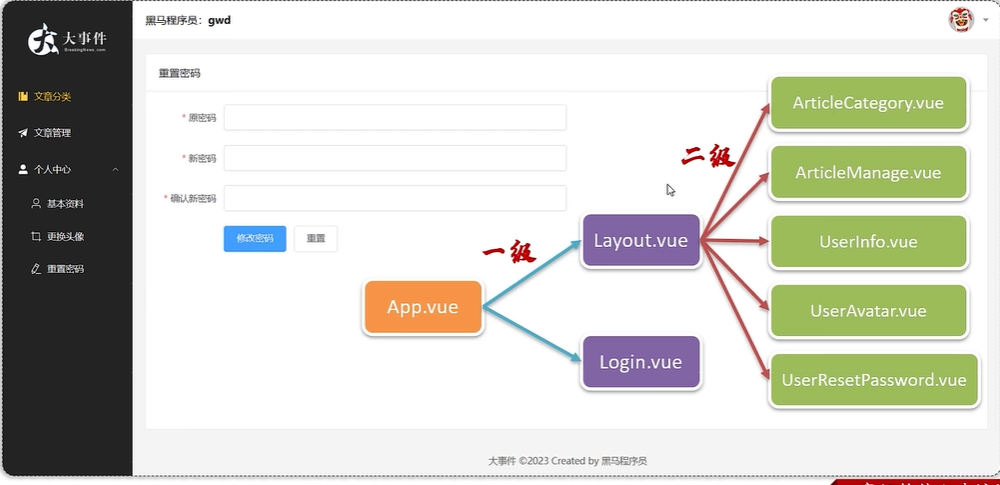 大事件
BreakingNews.com
文章分类
文章管理
个人中心
基本资料
更换头像
重置密码
黑马程序员：gwd
重置密码
* 原密码
* 新密码
* 确认新密码
修改密码
重置
一级
二级
App.vue
Layout.vue
Login.vue
ArticleCategory.vue
ArticleManage.vue
UserInfo.vue
UserAvatar.vue
UserResetPassword.vue
大事件 ©2023 Created by 黑马程序员